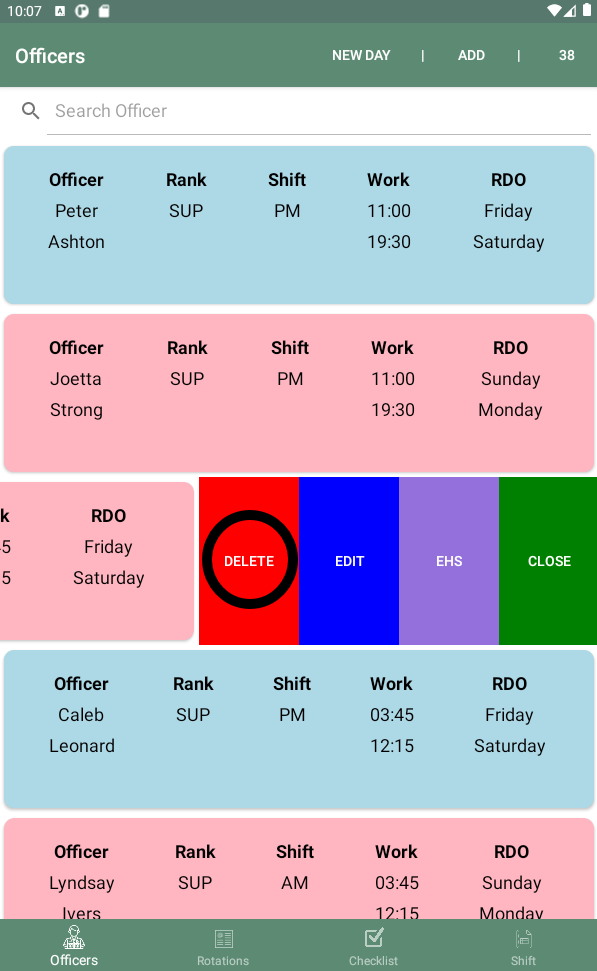 10:07
Officers NEW DAY | ADD | 38
Search Officer
Officer Rank Shift Work RDO
Peter SUP PM 11:00 Friday
Ashton 19:30 Saturday
Officer Rank Shift Work RDO
Joetta SUP PM 11:00 Sunday
Strong 19:30 Monday
k RDO
45 Friday
5 Saturday
DELETE EDIT EHS CLOSE
Officer Rank Shift Work RDO
Caleb SUP PM 03:45 Friday
Leonard 12:15 Saturday
Officer Rank Shift Work RDO
Lyndsay SUP AM 03:45 Sunday
Ivers 12:15 Monday
Officers Rotations Checklist Shift